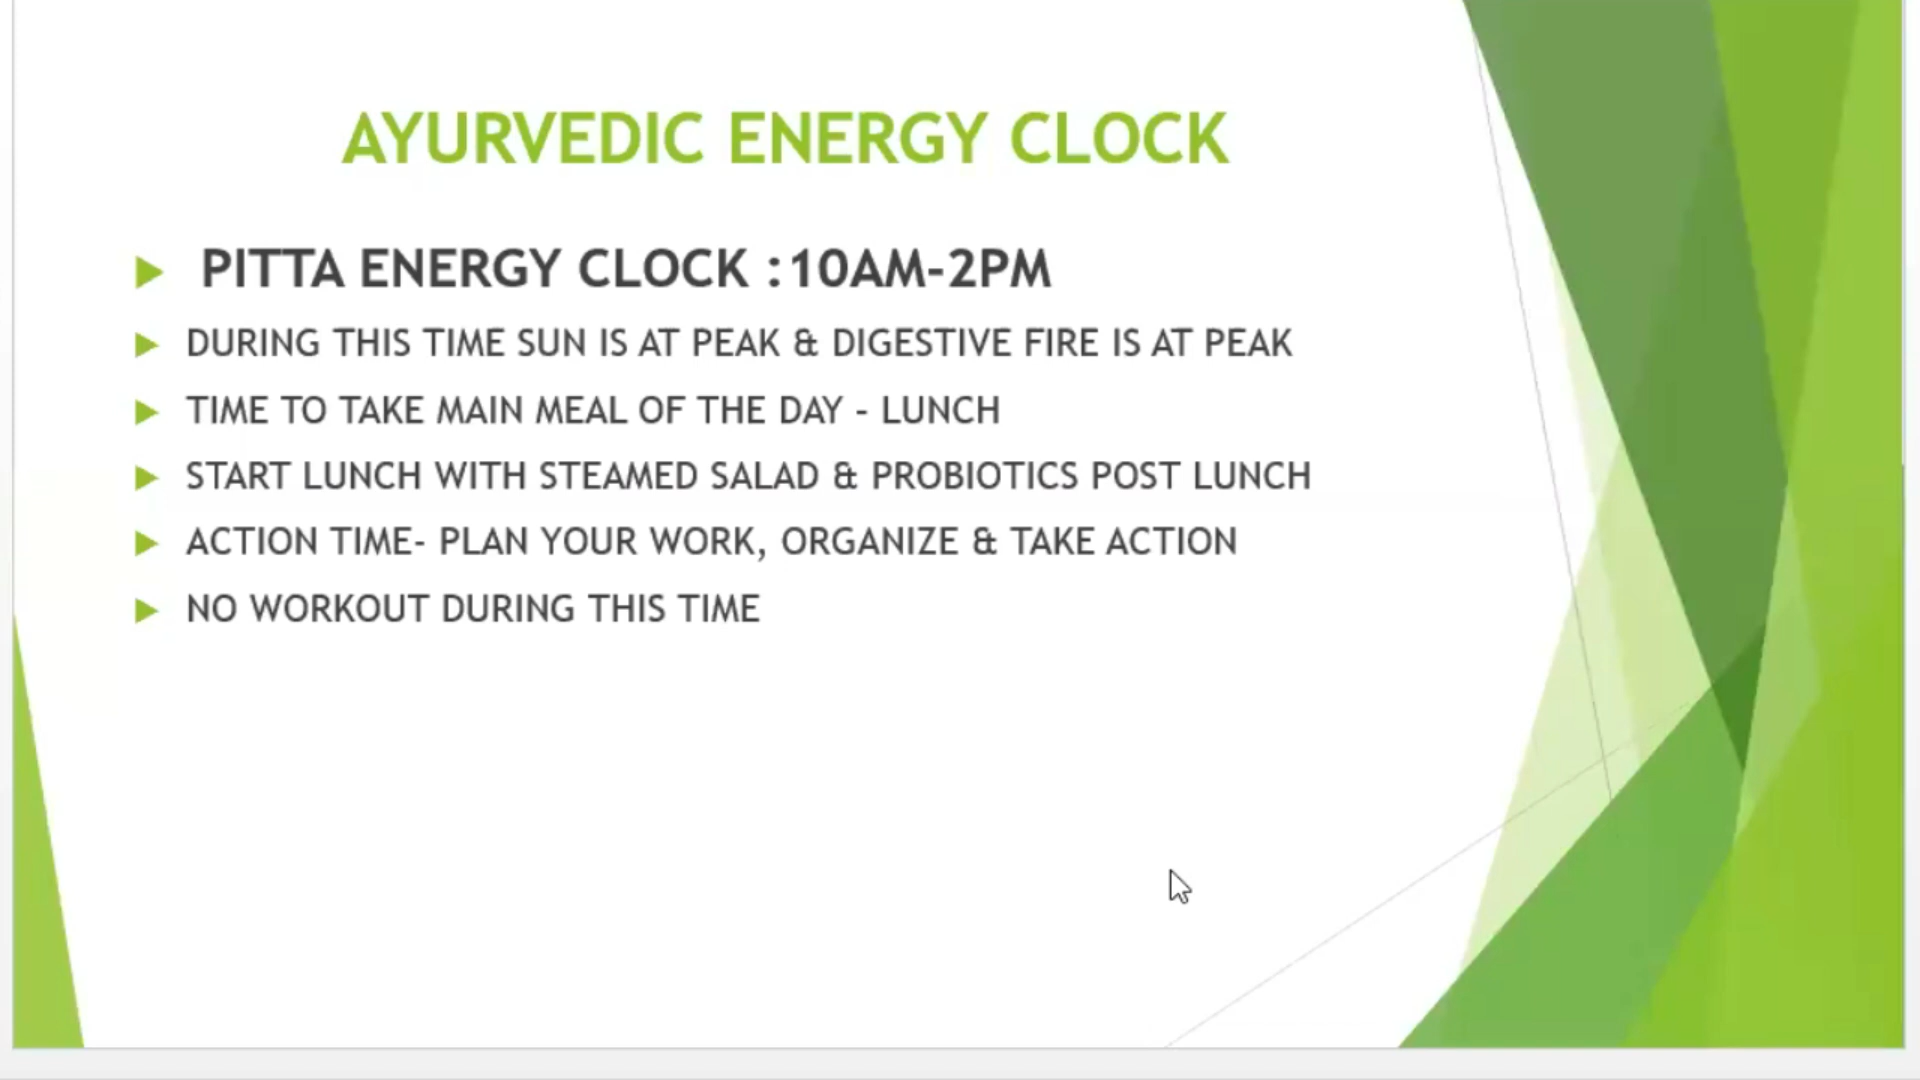 AYURVEDIC ENERGY CLOCK
PITTA ENERGY CLOCK :10AM-2PM
DURING THIS TIME SUN IS AT PEAK & DIGESTIVE FIRE IS AT PEAK
TIME TO TAKE MAIN MEAL OF THE DAY - LUNCH
START LUNCH WITH STEAMED SALAD & PROBIOTICS POST LUNCH
ACTION TIME- PLAN YOUR WORK, ORGANIZE & TAKE ACTION
NO WORKOUT DURING THIS TIME